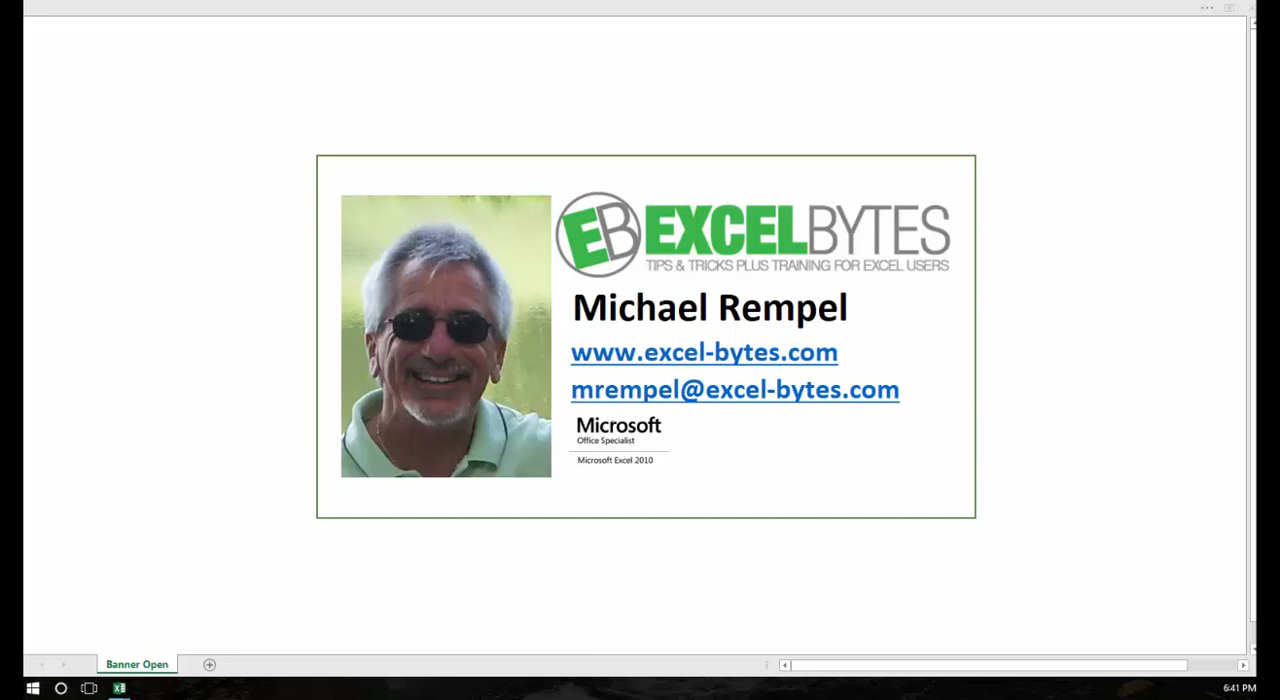 EB EXCELBYTES
TIPS & TRICKS PLUS TRAINING FOR EXCEL USERS
Michael Rempel
www.excel-bytes.com
mrempel@excel-bytes.com
Microsoft
Office Specialist
Microsoft Excel 2010
Banner Open
6:41 PM